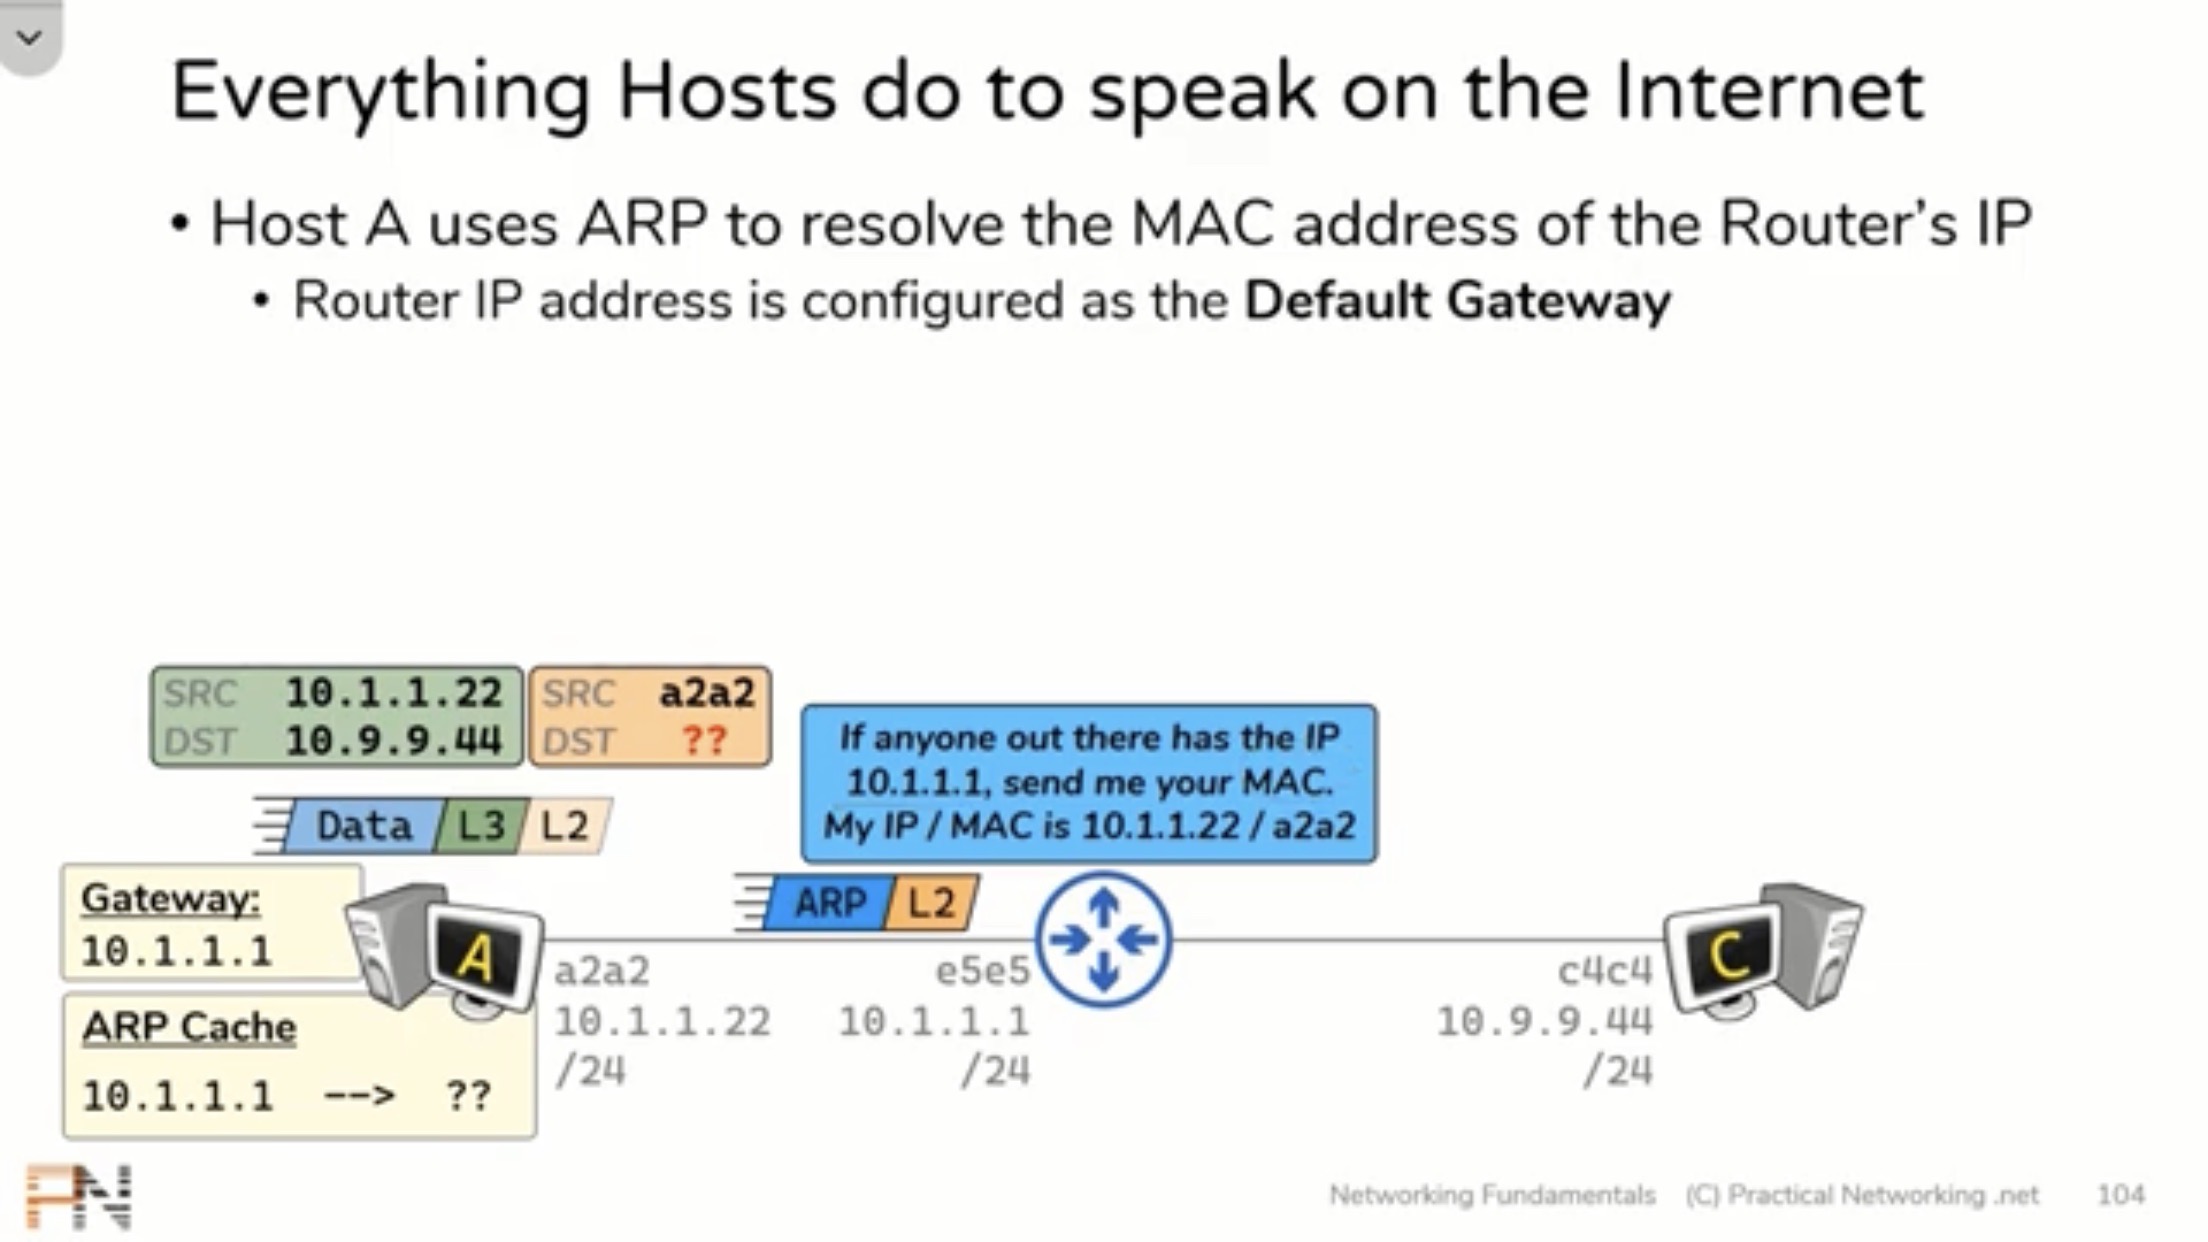 Everything Hosts do to speak on the Internet
• Host A uses ARP to resolve the MAC address of the Router's IP
• Router IP address is configured as the Default Gateway
SRC 10.1.1.22
DST 10.9.9.44
SRC a2a2
DST ??
If anyone out there has the IP
10.1.1.1, send me your MAC.
My IP / MAC is 10.1.1.22 / a2a2
Data L3 L2
ARP L2
Gateway:
10.1.1.1
A
ARP Cache
10.1.1.1 --> ??
a2a2
10.1.1.22
/24
e5e5
10.1.1.1
/24
c4c4
10.9.9.44
/24
C
PN
Networking Fundamentals (C) Practical Networking .net 104